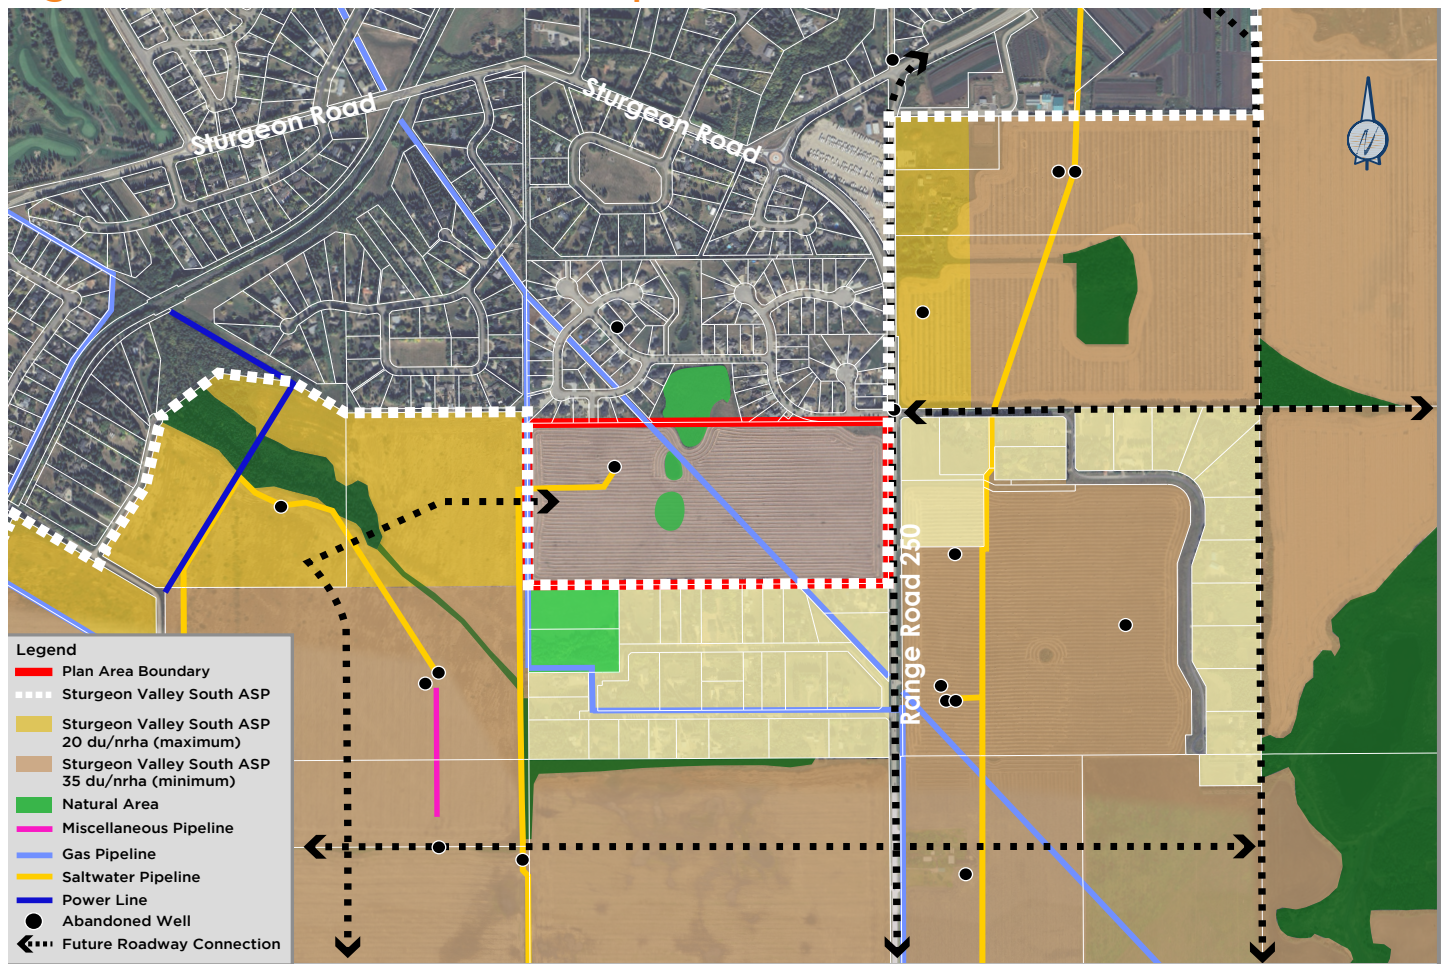 Sturgeon Road
Sturgeon Road
N
Range Road 250
Legend
Plan Area Boundary
Sturgeon Valley South ASP
Sturgeon Valley South ASP
20 du/nrha (maximum)
Sturgeon Valley South ASP
35 du/nrha (minimum)
Natural Area
Miscellaneous Pipeline
Gas Pipeline
Saltwater Pipeline
Power Line
Abandoned Well
Future Roadway Connection